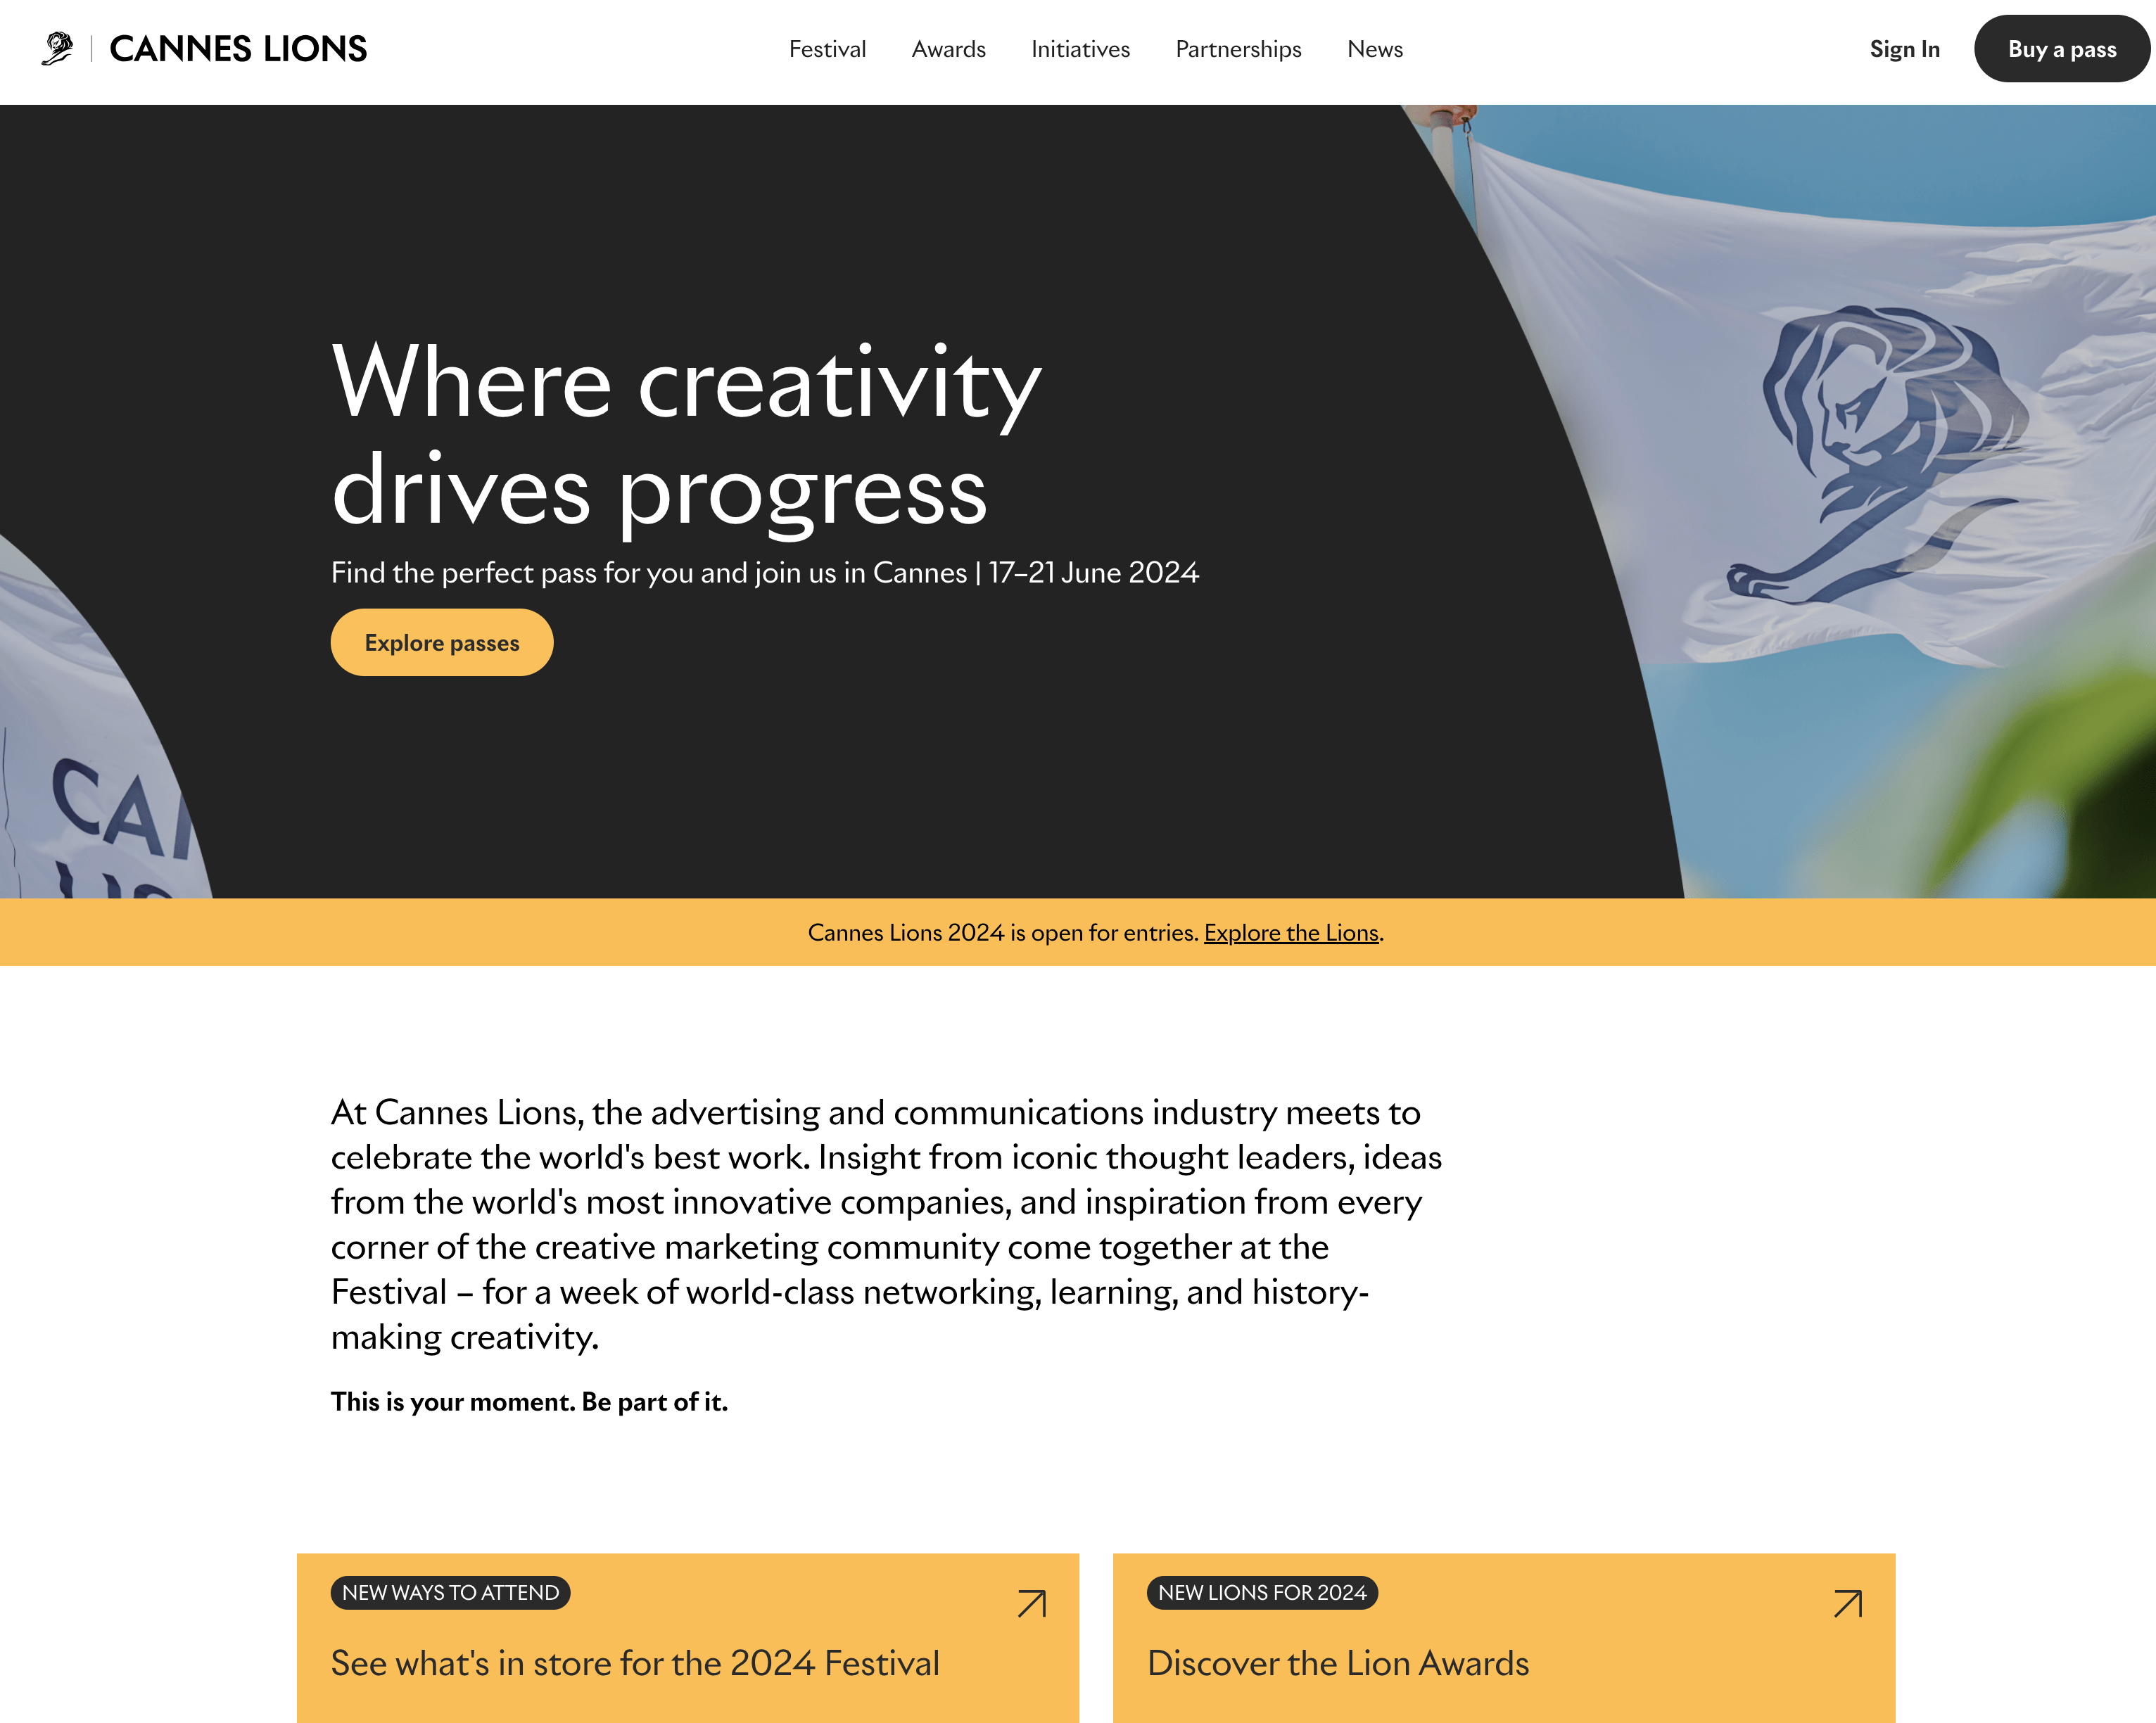 CANNES LIONS
Festival
Awards
Initiatives
Partnerships
News
Sign In
Buy a pass
Where creativity
drives progress
Find the perfect pass for you and join us in Cannes | 17–21 June 2024
Explore passes
CAN
Cannes Lions 2024 is open for entries. Explore the Lions.
At Cannes Lions, the advertising and communications industry meets to
celebrate the world's best work. Insight from iconic thought leaders, ideas
from the world's most innovative companies, and inspiration from every
corner of the creative marketing community come together at the
Festival – for a week of world-class networking, learning, and history-
making creativity.
This is your moment. Be part of it.
NEW WAYS TO ATTEND
See what's in store for the 2024 Festival
NEW LIONS FOR 2024
Discover the Lion Awards